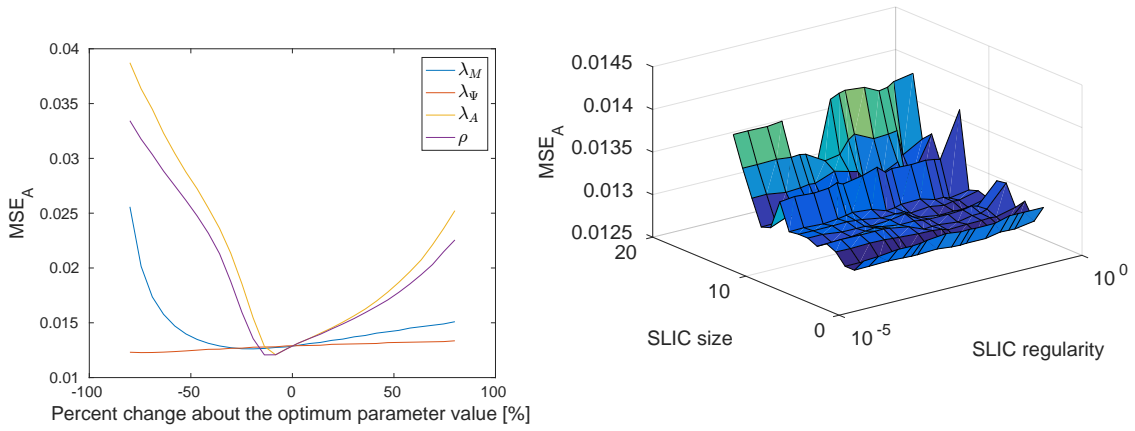 0.04
0.035
0.03
0.025
0.02
0.015
0.01
MSE_A
-100
-50
0
50
100
Percent change about the optimum parameter value [%]
λ_M
λ_Ψ
λ_A
ρ
0.0145
0.014
0.0135
0.013
0.0125
MSE_A
20
10
0
SLIC size
10^-5
10^0
SLIC regularity